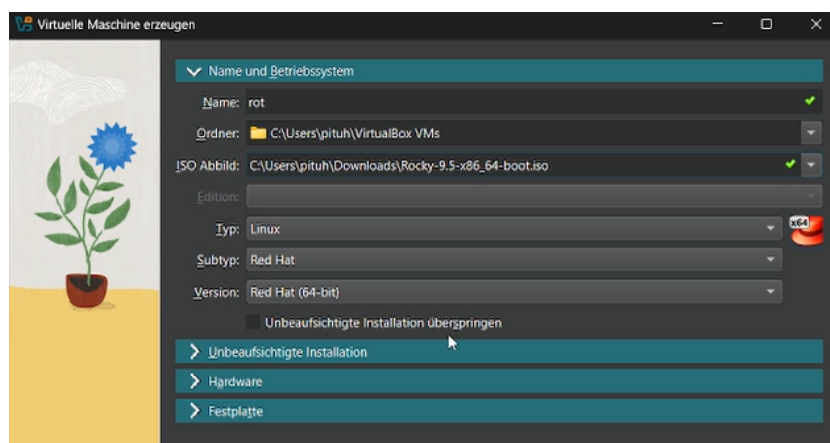 Virtuelle Maschine erzeugen
Name und Betriebssystem
Name: rot
Ordner: C:\Users\pituh\VirtualBox VMs
ISO Abbild: C:\Users\pituh\Downloads\Rocky-9.5-x86_64-boot.iso
Edition:
Typ: Linux x64
Subtyp: Red Hat
Version: Red Hat (64-bit)
Unbeaufsichtigte Installation überspringen
Unbeaufsichtigte Installation
Hardware
Festplatte